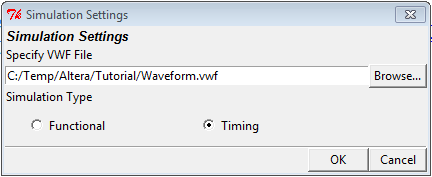 Simulation Settings
Simulation Settings
Specify VWF File
C:/Temp/Altera/Tutorial/Waveform.vwf Browse...
Simulation Type
Functional Timing
OK Cancel